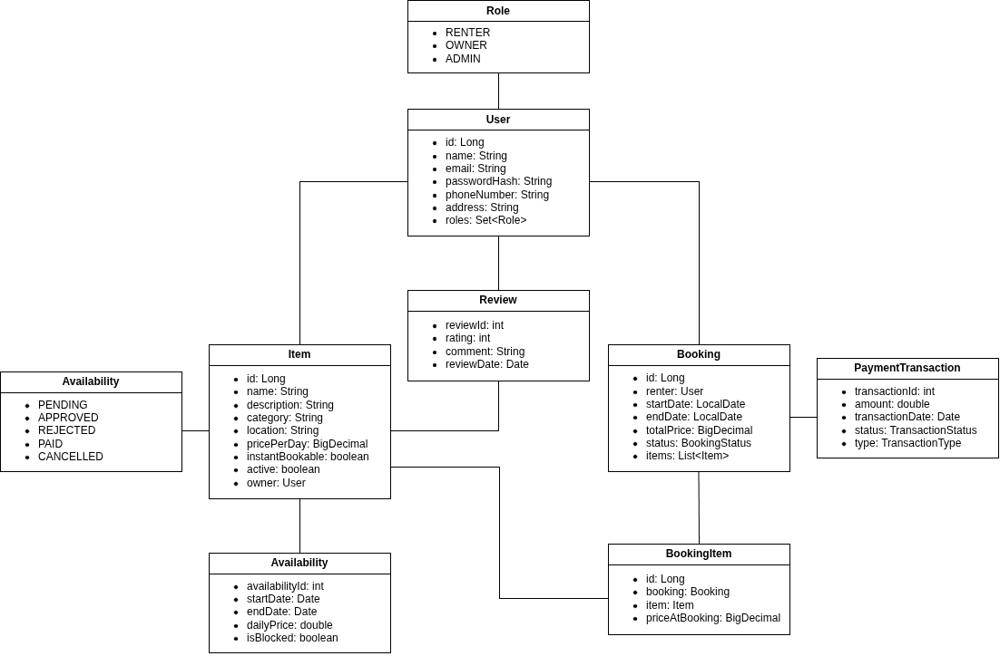 Role
RENTER
OWNER
ADMIN
User
id: Long
name: String
email: String
passwordHash: String
phoneNumber: String
address: String
roles: Set<Role>
Review
reviewId: int
rating: int
comment: String
reviewDate: Date
Item
id: Long
name: String
description: String
category: String
location: String
pricePerDay: BigDecimal
instantBookable: boolean
active: boolean
owner: User
Booking
id: Long
renter: User
startDate: LocalDate
endDate: LocalDate
totalPrice: BigDecimal
status: BookingStatus
items: List<Item>
PaymentTransaction
transactionId: int
amount: double
transactionDate: Date
status: TransactionStatus
type: TransactionType
Availability
PENDING
APPROVED
REJECTED
PAID
CANCELLED
Availability
availabilityId: int
startDate: Date
endDate: Date
dailyPrice: double
isBlocked: boolean
BookingItem
id: Long
booking: Booking
item: Item
priceAtBooking: BigDecimal